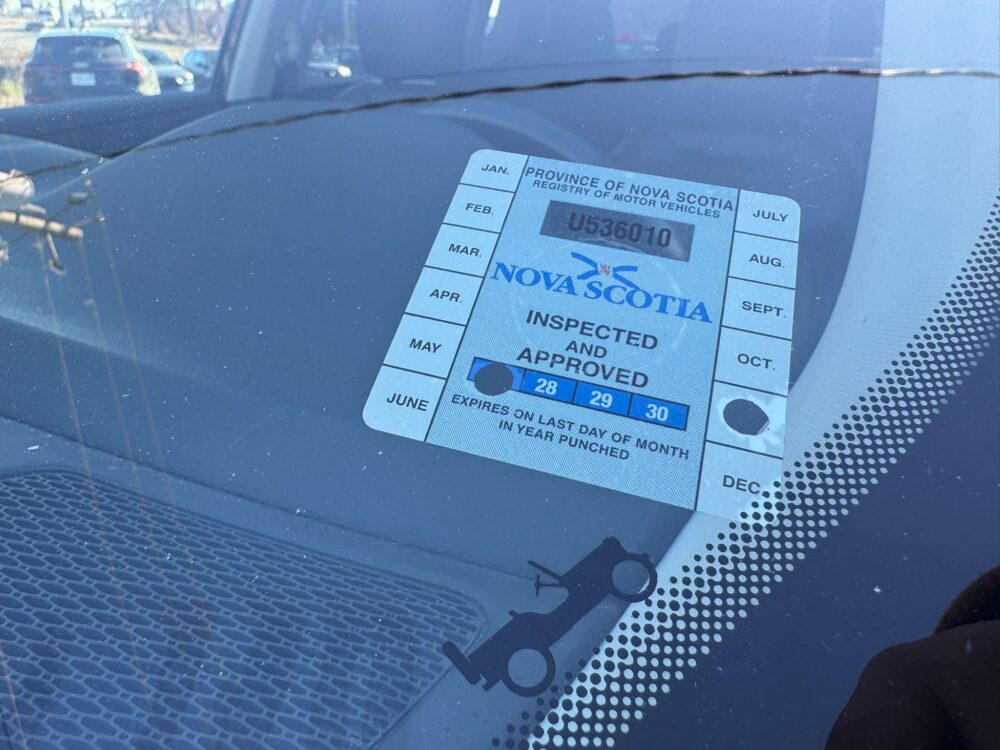 PROVINCE OF NOVA SCOTIA
REGISTRY OF MOTOR VEHICLES
U536010
NOVA SCOTIA
INSPECTED
AND
APPROVED
28 29 30
EXPIRES ON LAST DAY OF MONTH
IN YEAR PUNCHED
JAN.
FEB.
MAR.
APR.
MAY
JUNE
JULY
AUG.
SEPT.
OCT.
DEC.